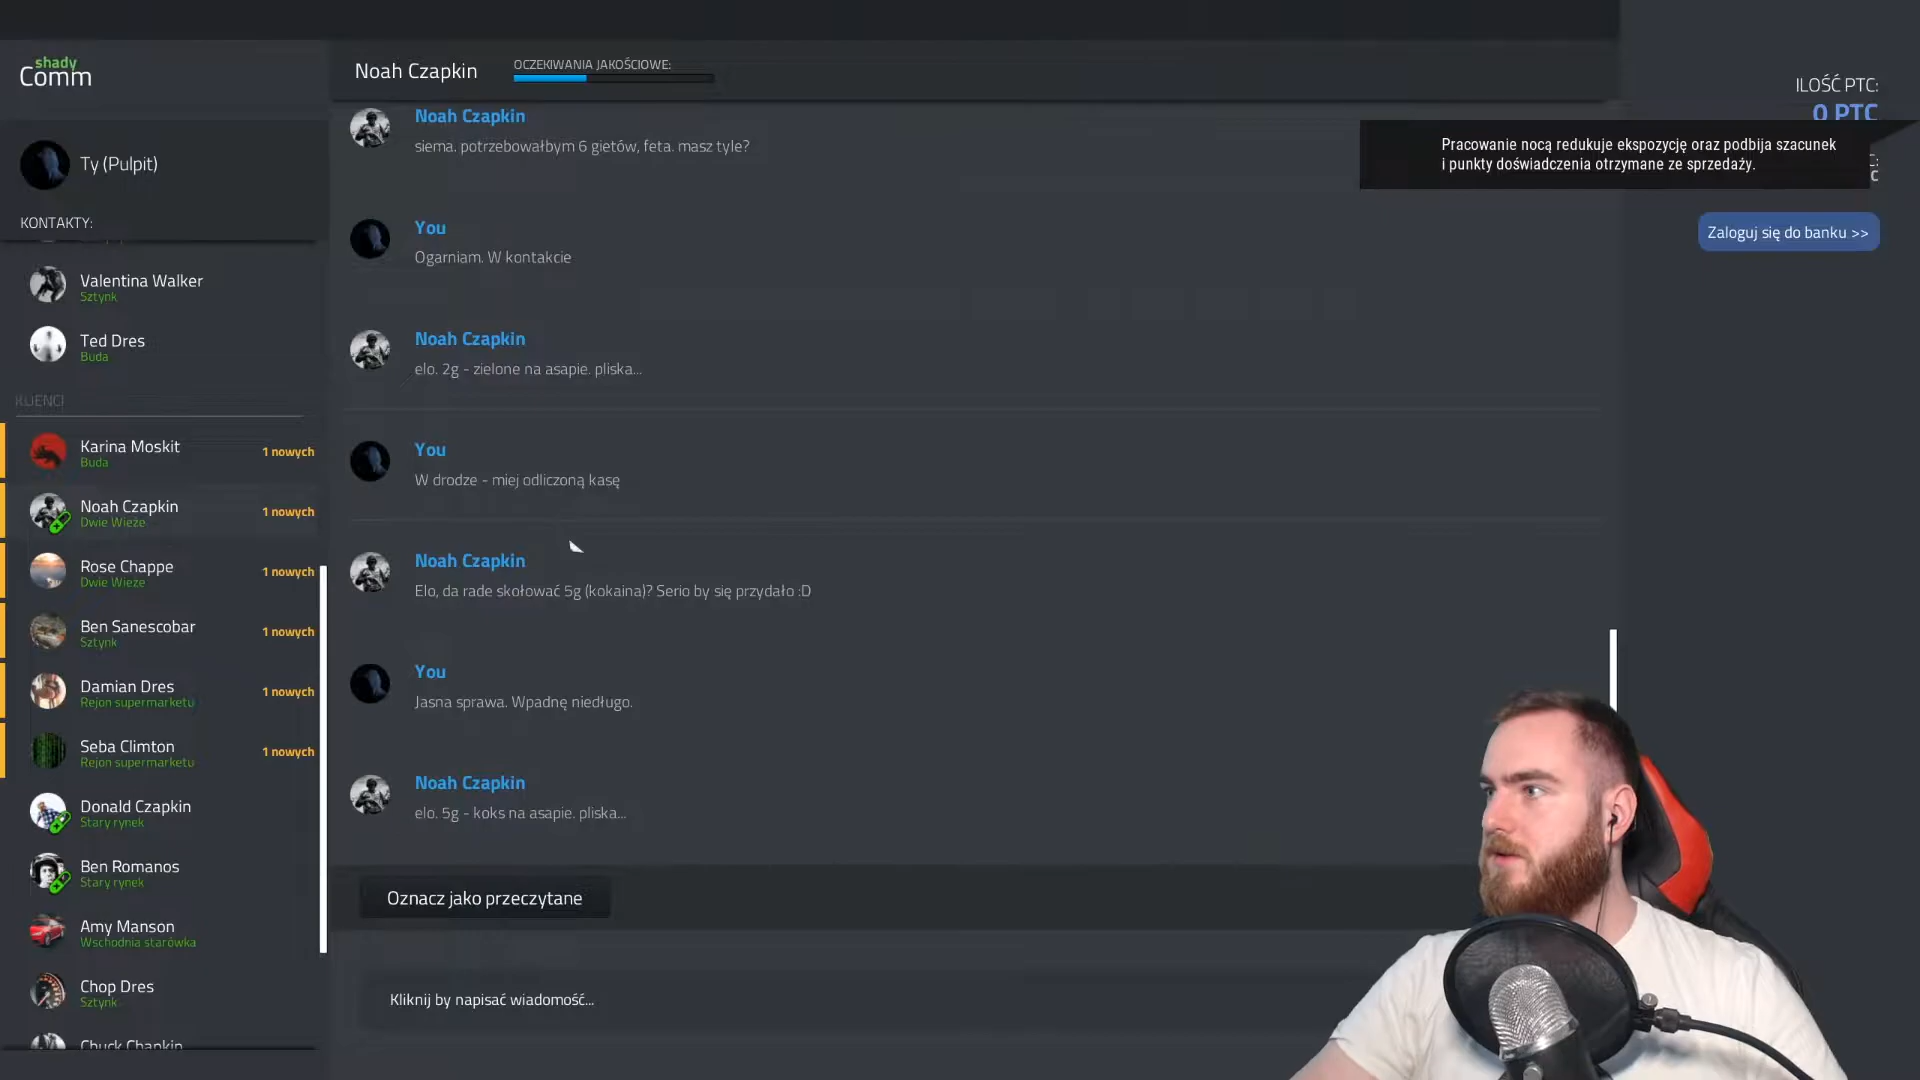 shady
Comm
Ty (Pulpit)
KONTAKTY:
Valentina Walker
Sztynk
Ted Dres
Buda
KLIENCI
Karina Moskit
Buda
1 nowych
Noah Czapkin
Dwie Wieże
1 nowych
Rose Chappe
Dwie Wieże
1 nowych
Ben Sanescobar
Sztynk
1 nowych
Damian Dres
Rejon supermarketu
1 nowych
Seba Climton
Rejon supermarketu
1 nowych
Donald Czapkin
Stary rynek
Ben Romanos
Stary rynek
Amy Manson
Wschodnia starówka
Chop Dres
Sztynk
Chuck Chapkin
Noah Czapkin
OCZEKIWANIA JAKOŚCIOWE:
Noah Czapkin
siema. potrzebowałbym 6 gietów, feta. masz tyle?
You
Ogarniam. W kontakcie
Noah Czapkin
elo. 2g - zielone na asapie. pliska...
You
W drodze - miej odliczoną kasę
Noah Czapkin
Elo, da rade skołować 5g (kokaina)? Serio by się przydało :D
You
Jasna sprawa. Wpadnę niedługo.
Noah Czapkin
elo. 5g - koks na asapie. pliska...
Oznacz jako przeczytane
Kliknij by napisać wiadomość...
ILOŚĆ PTC:
0 PTC
Pracowanie nocą redukuje ekspozycję oraz podbija szacunek
i punkty doświadczenia otrzymane ze sprzedaży.
Zaloguj się do banku >>